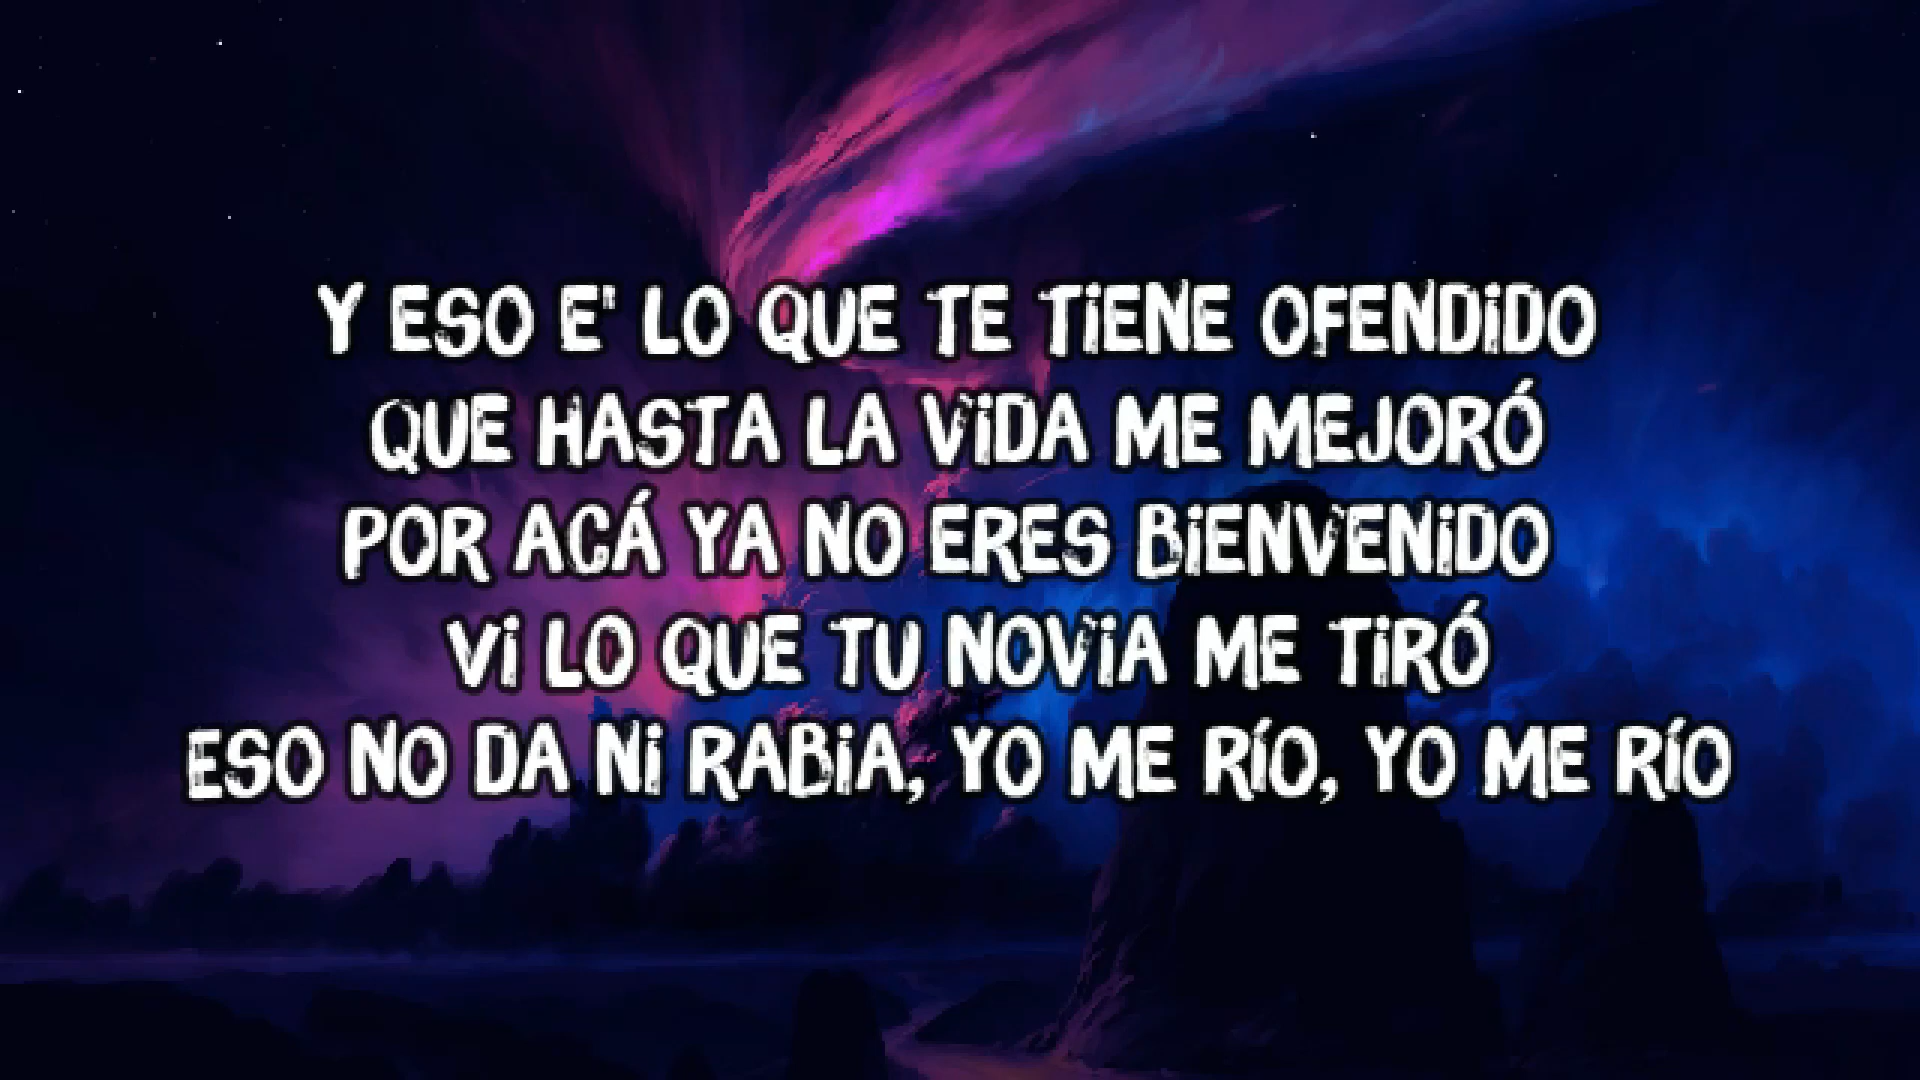 Y ESO E' LO QUE TE TIENE OFENDIDO
QUE HASTA LA VIDA ME MEJORÓ
POR ACÁ YA NO ERES BIENVENIDO
VI LO QUE TU NOVIA ME TIRÓ
ESO NO DA NI RABIA, YO ME RÍO, YO ME RÍO